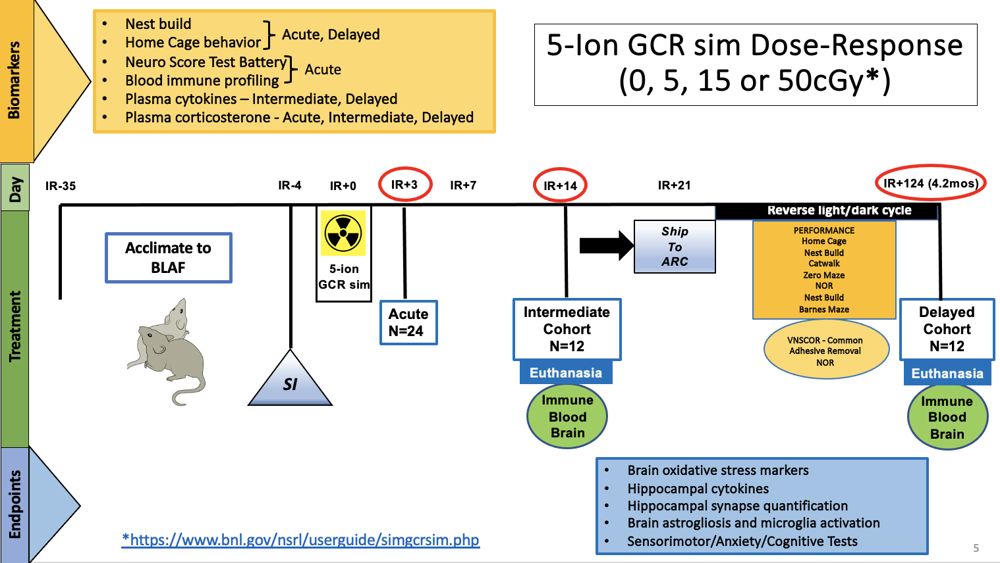 Biomarkers
• Nest build
• Home Cage behavior
Acute, Delayed
• Neuro Score Test Battery
• Blood immune profiling
Acute
• Plasma cytokines – Intermediate, Delayed
• Plasma corticosterone - Acute, Intermediate, Delayed
5-Ion GCR sim Dose-Response
(0, 5, 15 or 50cGy*)
Day
IR-35
IR-4
IR+0
IR+3
IR+7
IR+14
IR+21
IR+124 (4.2mos)
Treatment
Acclimate to
BLAF
SI
5-ion
GCR sim
Acute
N=24
Intermediate
Cohort
N=12
Euthanasia
Immune
Blood
Brain
Ship
To
ARC
Reverse light/dark cycle
PERFORMANCE
Home Cage
Nest Build
Catwalk
Zero Maze
NOR
Nest Build
Barnes Maze
VNSCOR - Common
Adhesive Removal
NOR
Delayed
Cohort
N=12
Euthanasia
Immune
Blood
Brain
Endpoints
• Brain oxidative stress markers
• Hippocampal cytokines
• Hippocampal synapse quantification
• Brain astrogliosis and microglia activation
• Sensorimotor/Anxiety/Cognitive Tests
*https://www.bnl.gov/nsrl/userguide/simgcrsim.php
5